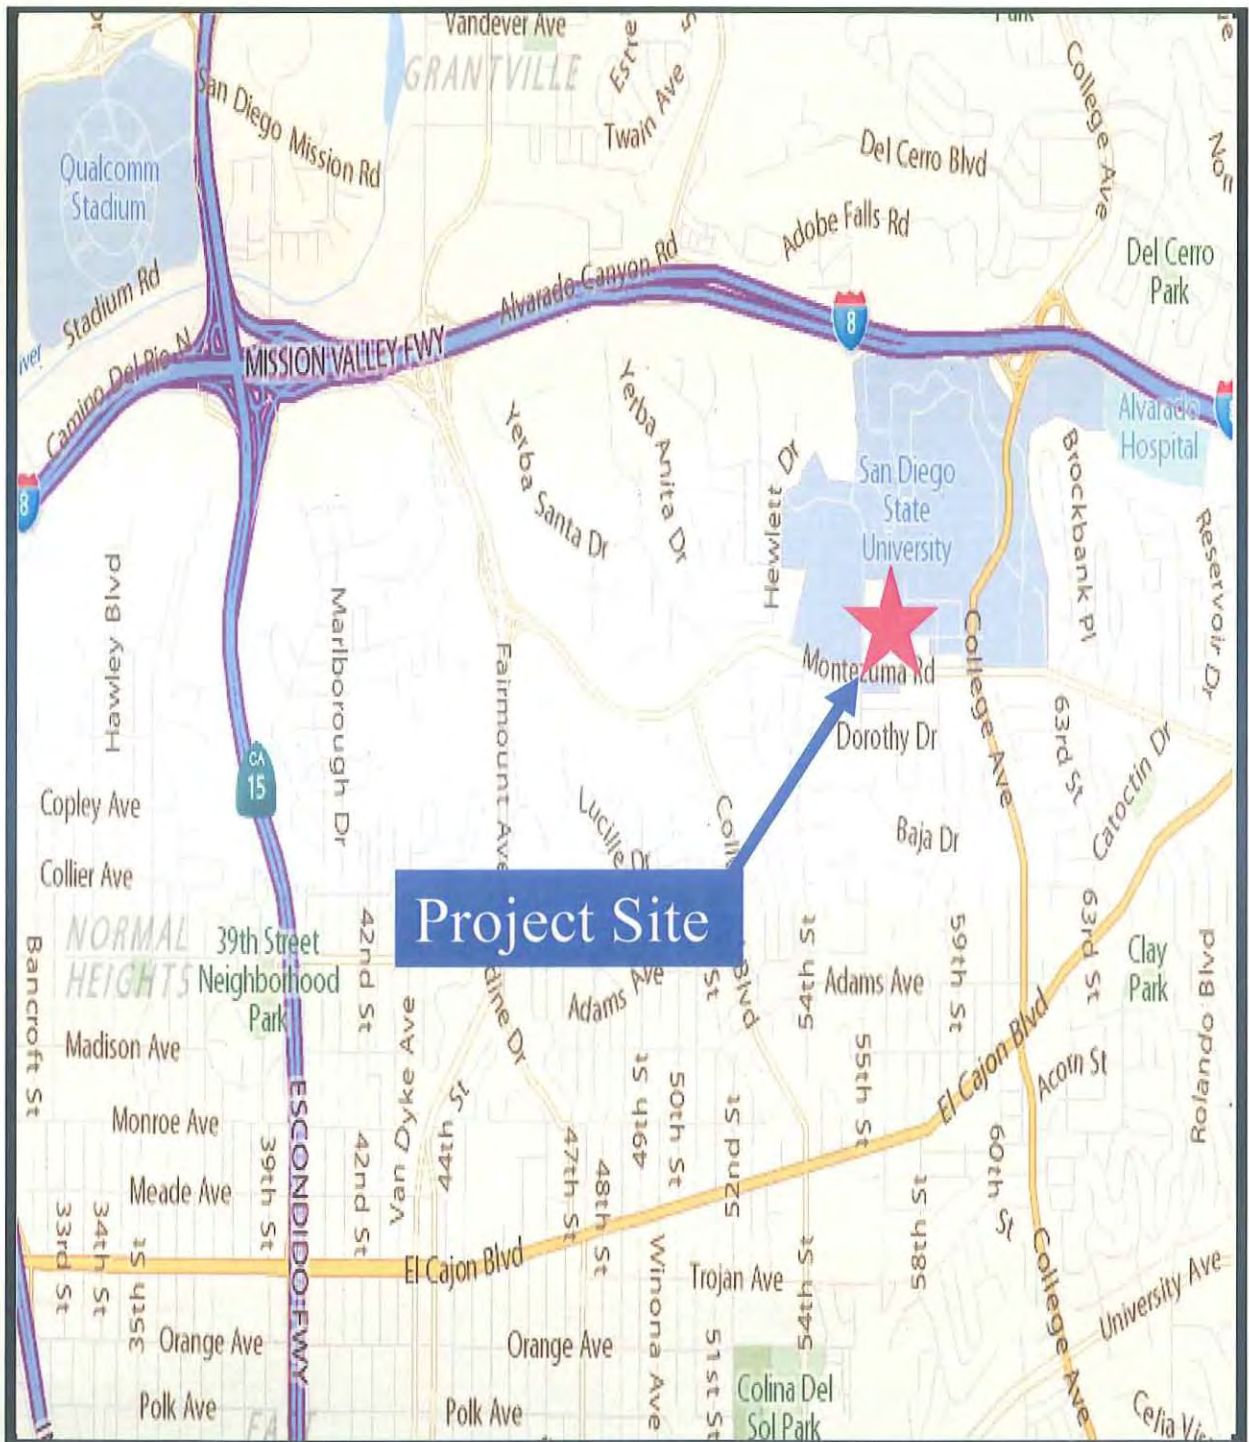 Vandever Ave
GRANTVILLE
Estre
Twain Ave
College Ave
San Diego Mission Rd
Qualcomm
Stadium
Del Cerro Blvd
Adobe Falls Rd
Del Cerro
Park
Stadium Rd
Alvarado Canyon Rd
8
Camino Del Rio N
MISSION VALLEY FWY
Yerba Anita Dr
Yerba Santa Dr
Alvarado
Hospital
8
Hewlett Dr
San Diego
State
University
Brockbank Pl
Reservoir Dr
Hawley Blvd
Marlborough Dr
Fairmount Ave
Montezuma Rd
College Ave
Dorothy Dr
63rd St
Catoctin Dr
CA
15
Copley Ave
Lucille Dr
Baja Dr
Collier Ave
Project Site
NORMAL
HEIGHTS
39th Street
Neighborhood
Park
42nd St
Bancroft St
Adams Ave
St
Blvd
54th St
Adams Ave
59th St
63rd St
Clay
Park
Rolando Blvd
Madison Ave
Van Dyke Ave
dine Dr
El Cajon Blvd
Acorn St
Monroe Ave
ESCONDIDO FWY
44th St
49th St
50th St
52nd St
55th St
60th St
39th St
42nd St
47th St
48th St
Meade Ave
58th St
33rd St
34th St
35th St
El Cajon Blvd
Winona Ave
Trojan Ave
54th St
College Ave
University Ave
Orange Ave
Orange Ave
51st St
Colina Del
Sol Park
Polk Ave
Polk Ave